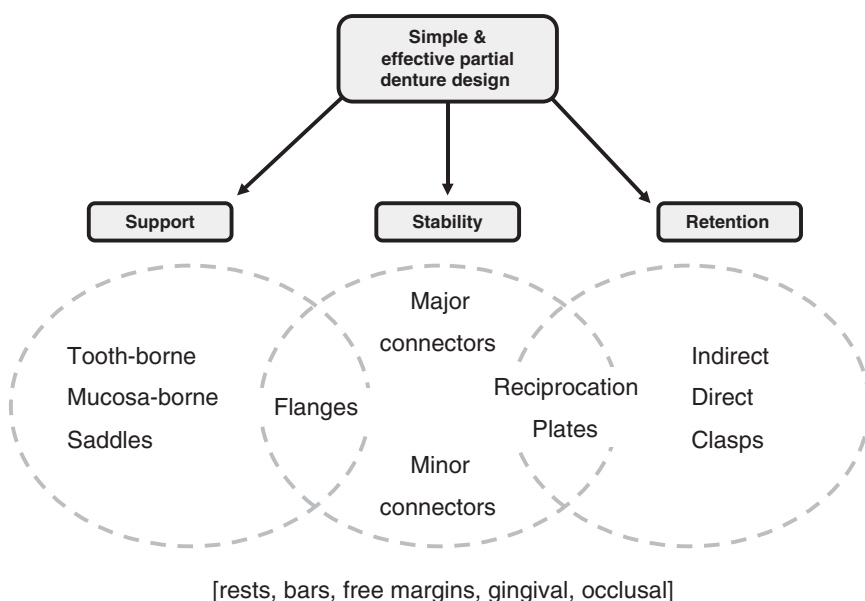 Simple &
effective partial
denture design
Support
Stability
Retention
Tooth-borne
Mucosa-borne
Saddles
Flanges
Major
connectors
Minor
connectors
Reciprocation
Plates
Indirect
Direct
Clasps
[rests, bars, free margins, gingival, occlusal]